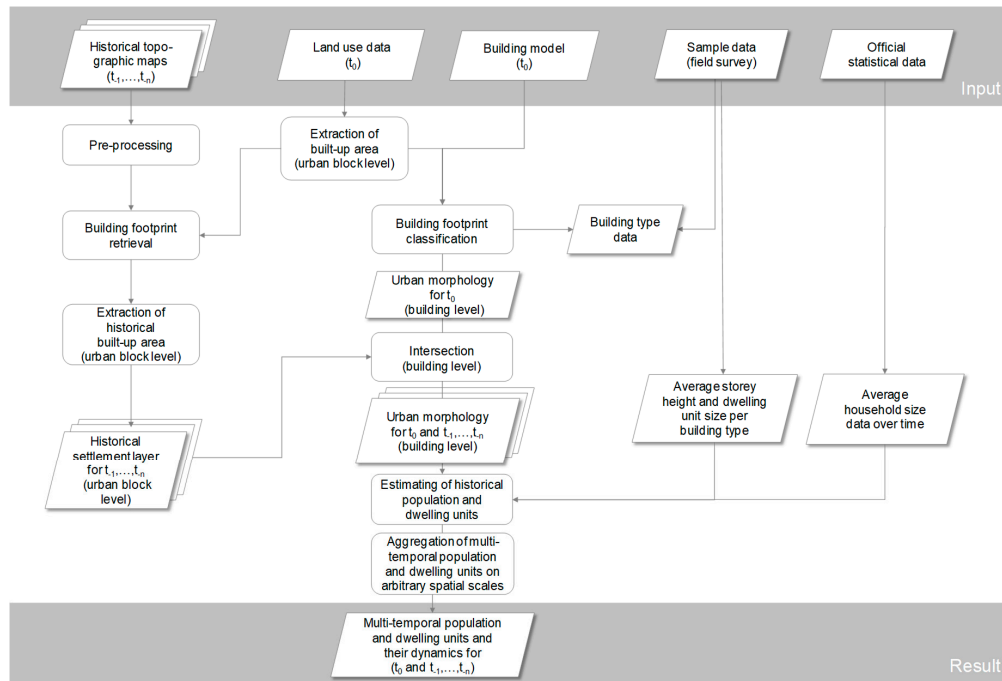 Historical topo-
graphic maps
(t-1,…,t-n)
Land use data
(t0)
Building model
(t0)
Sample data
(field survey)
Official
statistical data
Input
Pre-processing
Extraction of
built-up area
(urban block level)
Building footprint
retrieval
Building footprint
classification
Building type
data
Urban morphology
for t0
(building level)
Extraction of
historical
built-up area
(urban block level)
Intersection
(building level)
Average storey
height and dwelling
unit size per
building type
Average
household size
data over time
Historical
settlement layer
for t-1,…,t-n
(urban block
level)
Urban morphology
for t0 and t-1,…,t-n
(building level)
Estimating of historical
population and
dwelling units
Aggregation of multi-
temporal population
and dwelling units on
arbitrary spatial scales
Multi-temporal population
and dwelling units and
their dynamics for
(t0 and t-1,…,t-n)
Result